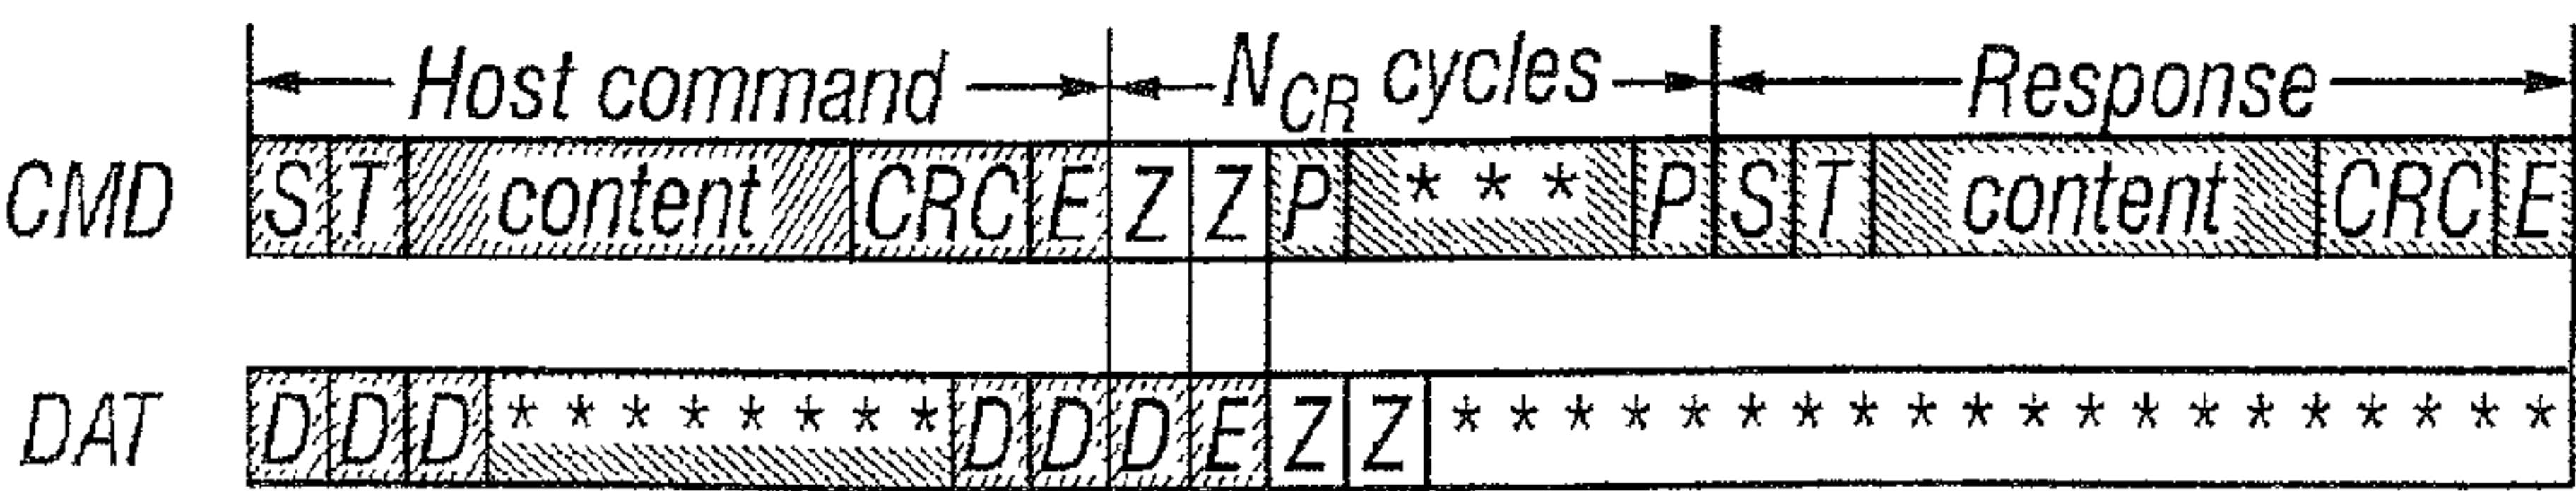 Host command NCR cycles Response
CMD S T content CRC E Z Z P * * * P S T content CRC E
DAT D D D * * * * * * * * D D D E Z Z * * * * * * * * * * * * * * * * * * * *